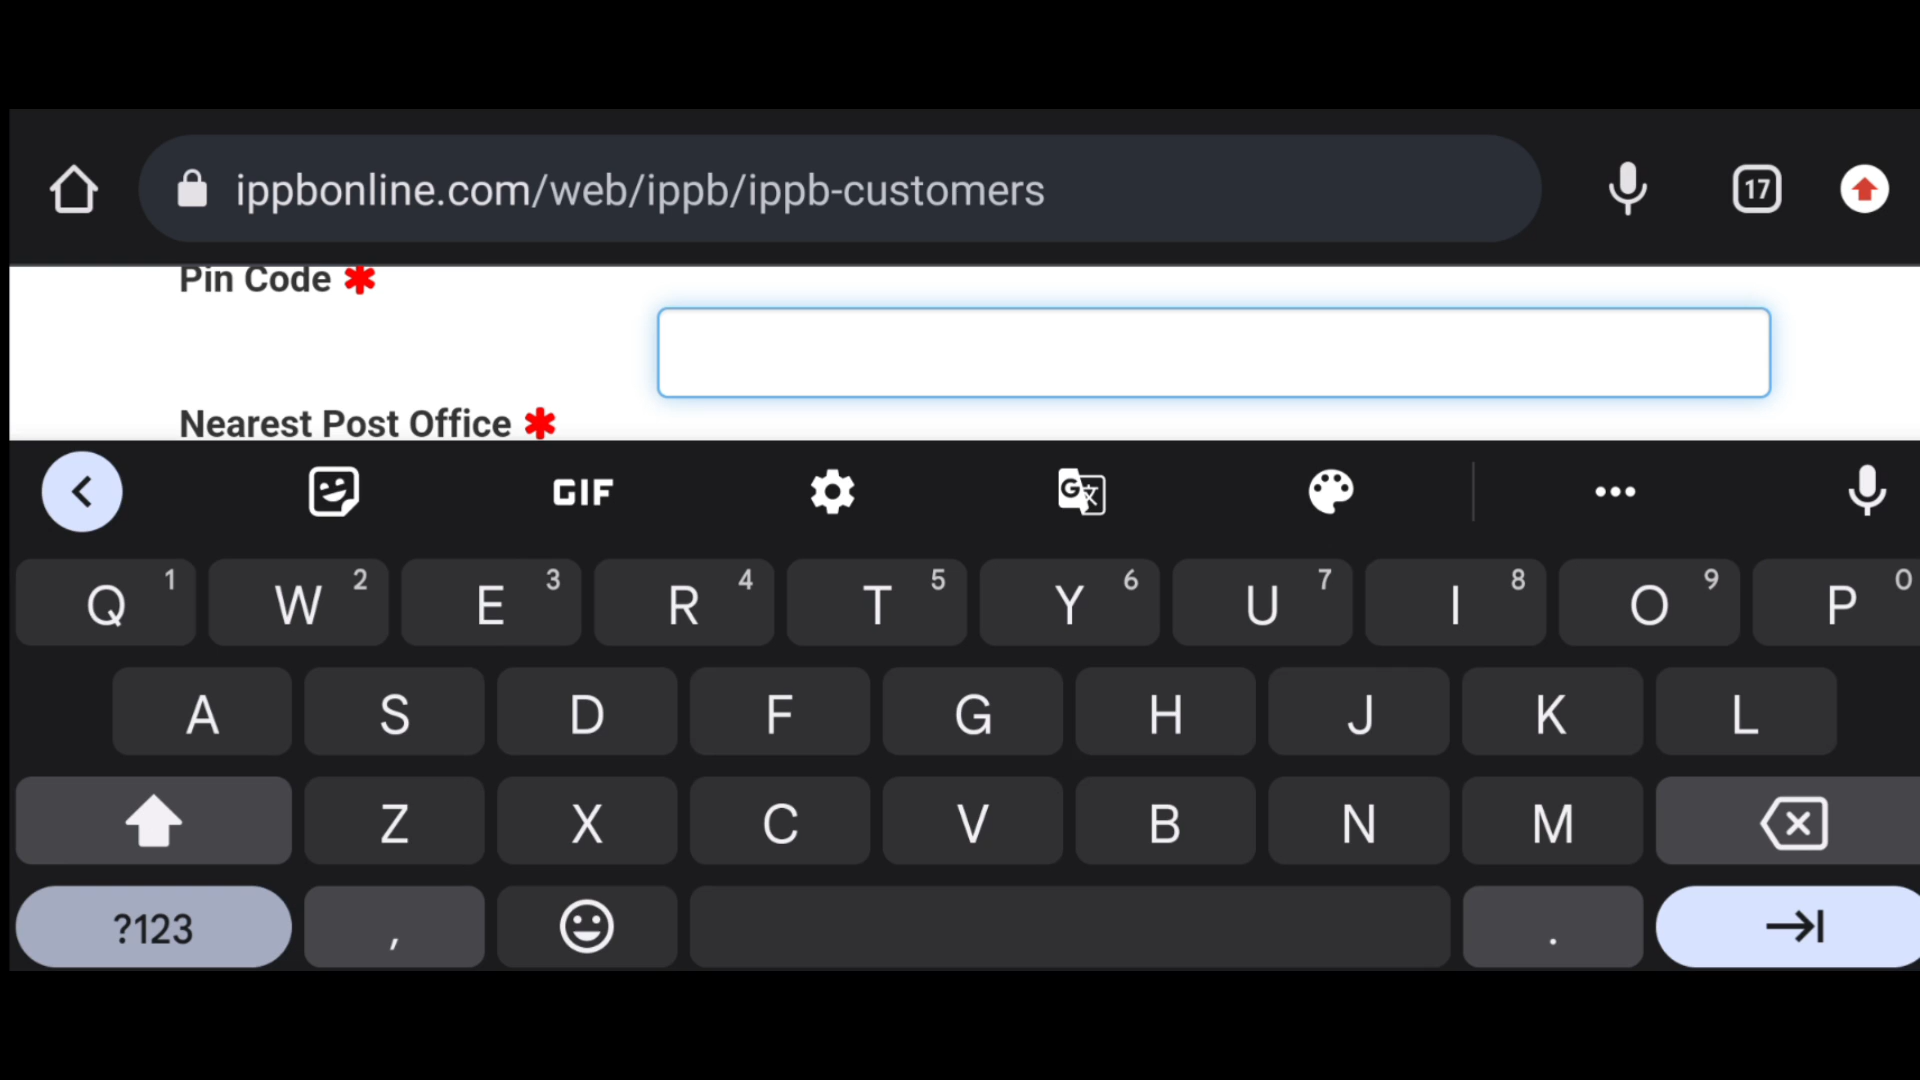 ippbonline.com/web/ippb/ippb-customers
17
Pin Code *
Nearest Post Office *
GIF
G 文
Q 1 W 2 E 3 R 4 T 5 Y 6 U 7 I 8 O 9 P 0
A S D F G H J K L
Z X C V B N M
?123 , .